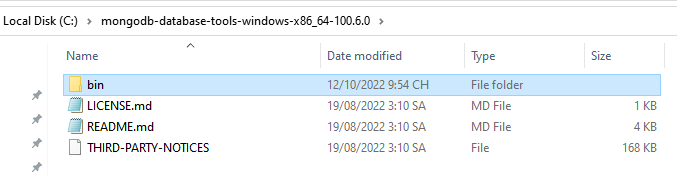 Local Disk (C:) > mongodb-database-tools-windows-x86_64-100.6.0 >
Name Date modified Type Size
bin 12/10/2022 9:54 CH File folder
LICENSE.md 19/08/2022 3:10 SA MD File 1 KB
README.md 19/08/2022 3:10 SA MD File 4 KB
THIRD-PARTY-NOTICES 19/08/2022 3:10 SA File 168 KB